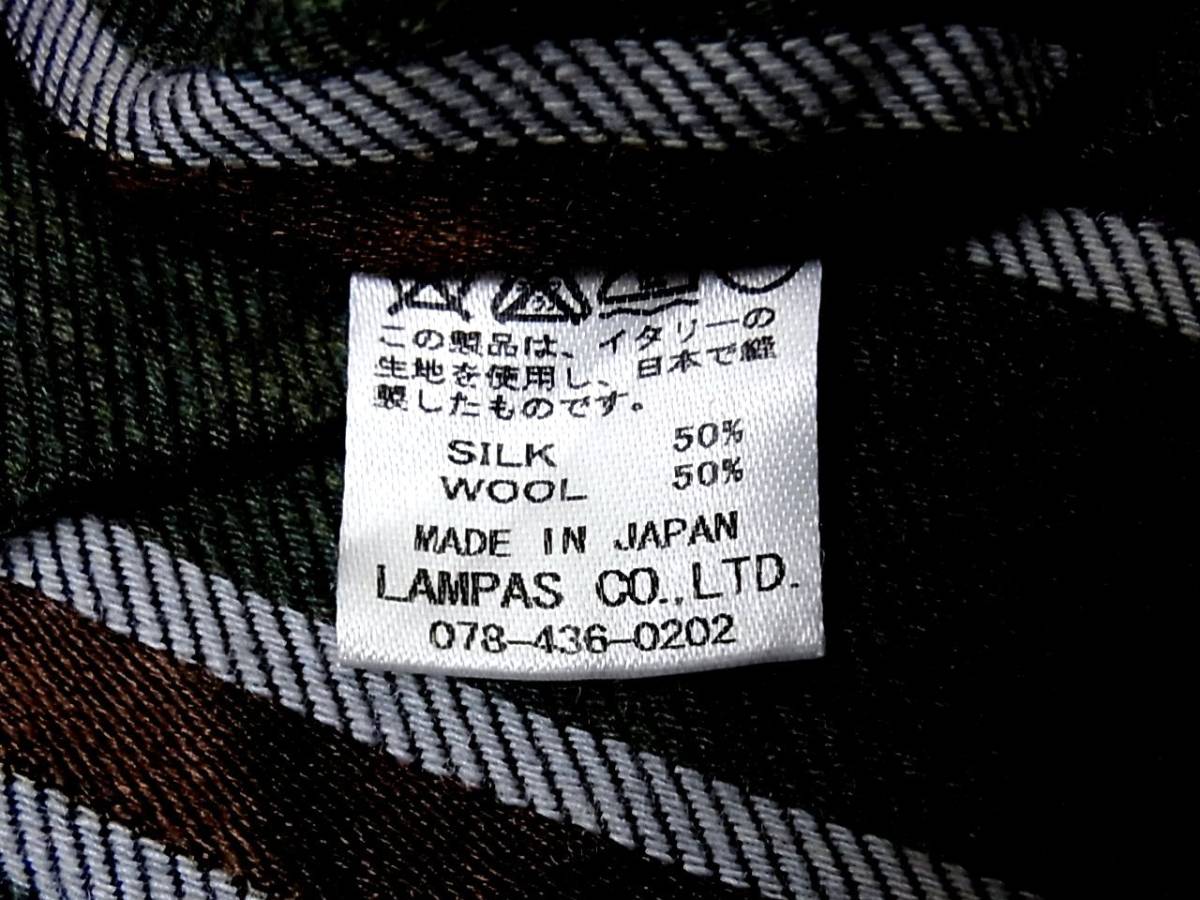 この製品は、イタリーの
生地を使用し、日本で縫
製したものです。
SILK 50%
WOOL 50%
MADE IN JAPAN
LAMPAS CO.,LTD.
078-436-0202